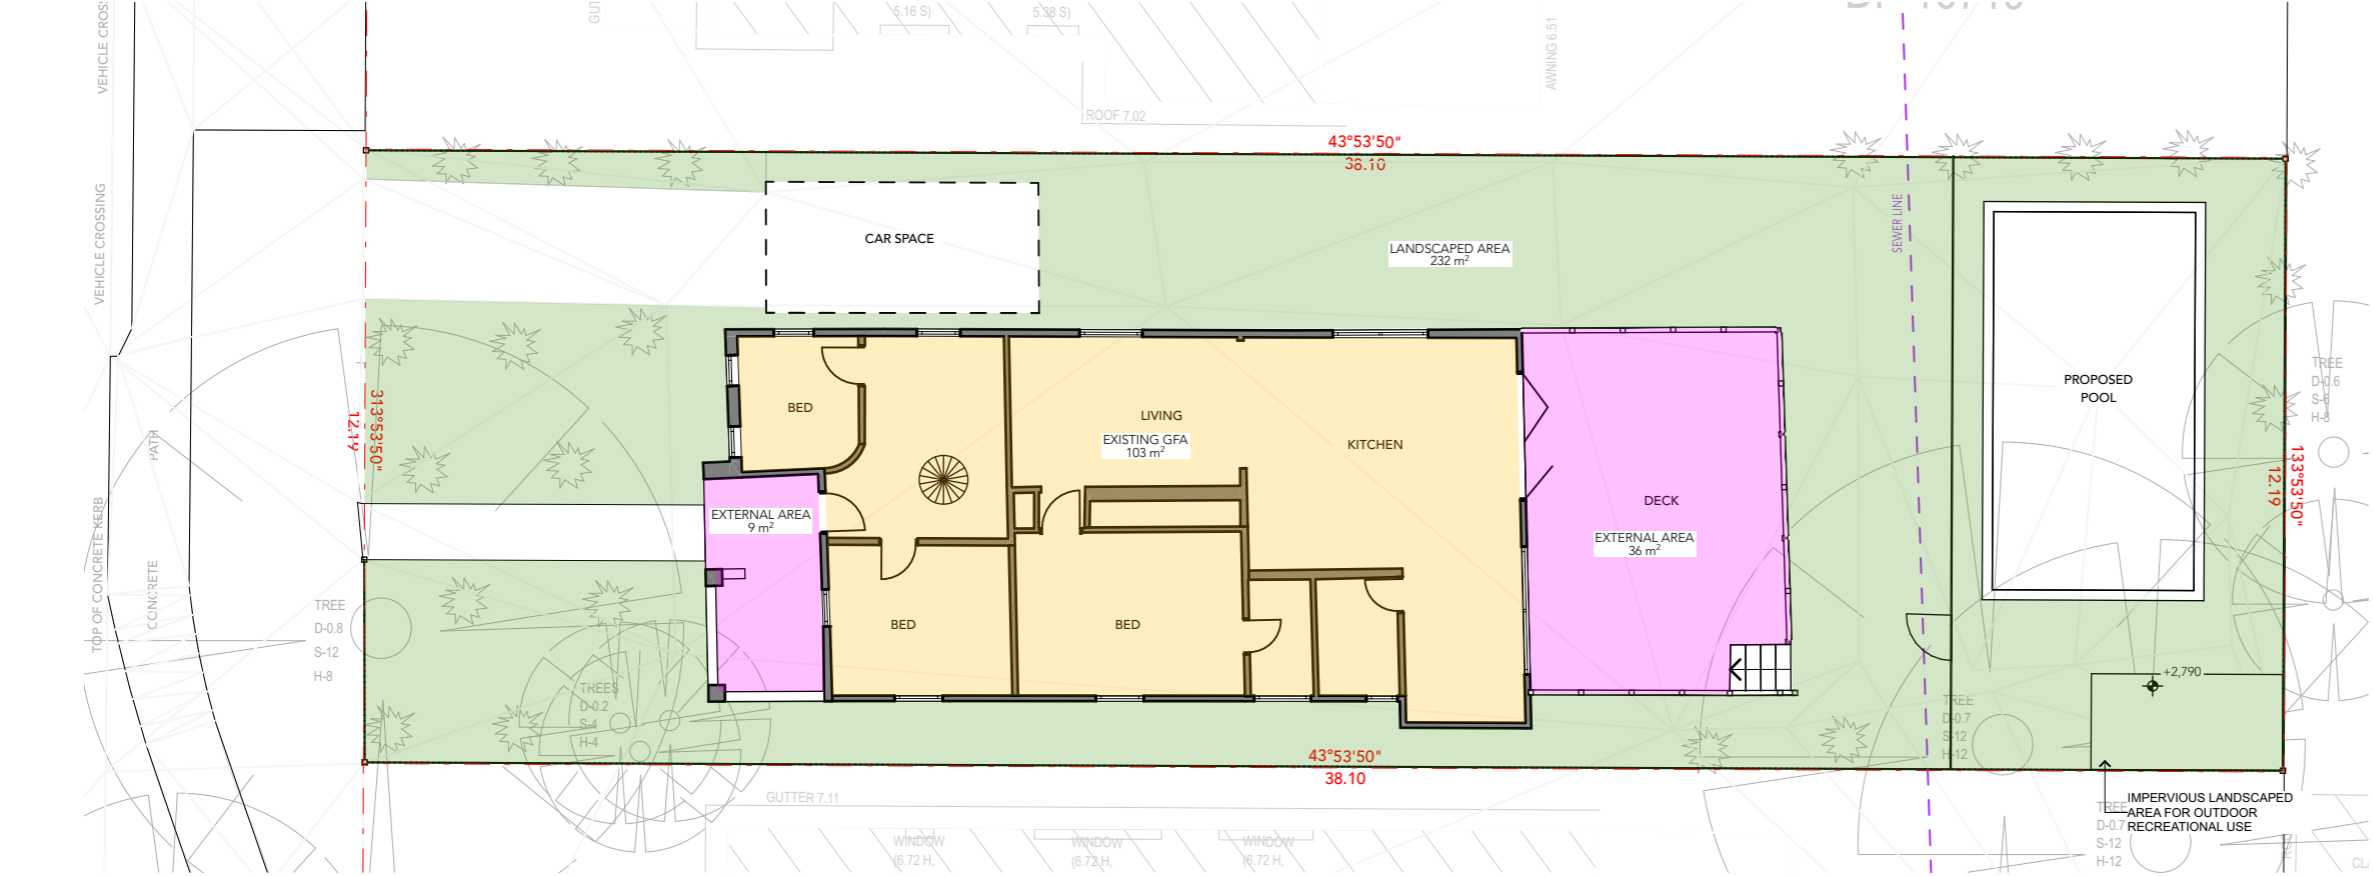 VEHICLE CROSS
GUT
5.16 S)
5.38 S)
AWNING 6.51
ROOF 7.02
43°53'50"
38.10
VEHICLE CROSSING
CAR SPACE
LANDSCAPED AREA
232 m²
SEWER LINE
313°53'50"
12.19
BED
LIVING
EXISTING GFA
103 m²
KITCHEN
PROPOSED
POOL
TREE
D-0.6
S-6
H-8
133°53'50"
12.19
PATH
CONCRETE
TOP OF CONCRETE KERB
EXTERNAL AREA
9 m²
DECK
EXTERNAL AREA
36 m²
TREE
D-0.8
S-12
H-8
BED
BED
TREES
D-0.2
S-4
H-4
+2,790
TREE
D-0.7
S-12
H-12
43°53'50"
38.10
GUTTER 7.11
WINDOW
(6.72 H,
WINDOW
(6.72 H,
WINDOW
(6.72 H,
IMPERVIOUS LANDSCAPED
AREA FOR OUTDOOR
RECREATIONAL USE
TREE
D-0.7
S-12
H-12